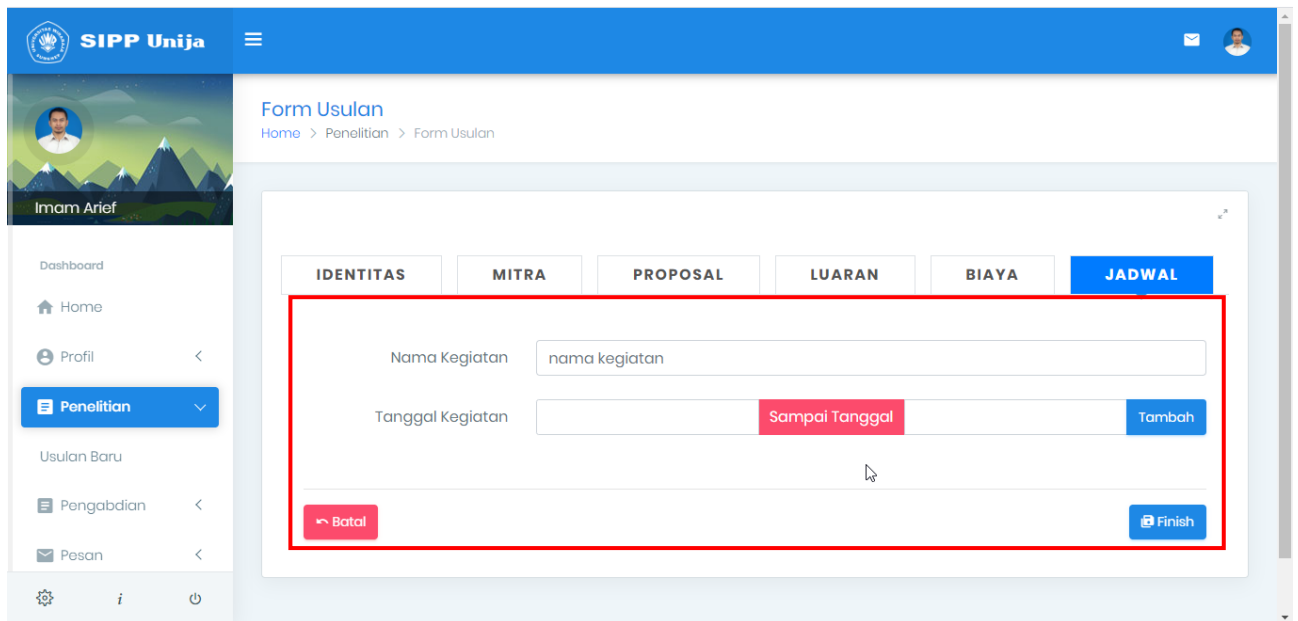 SIPP Unija
Form Usulan
Home > Penelitian > Form Usulan
Imam Arief
Dashboard
Home
Profil
Penelitian
Usulan Baru
Pengabdian
Pesan
i
IDENTITAS MITRA PROPOSAL LUARAN BIAYA JADWAL
Nama Kegiatan nama kegiatan
Tanggal Kegiatan Sampai Tanggal Tambah
Batal Finish